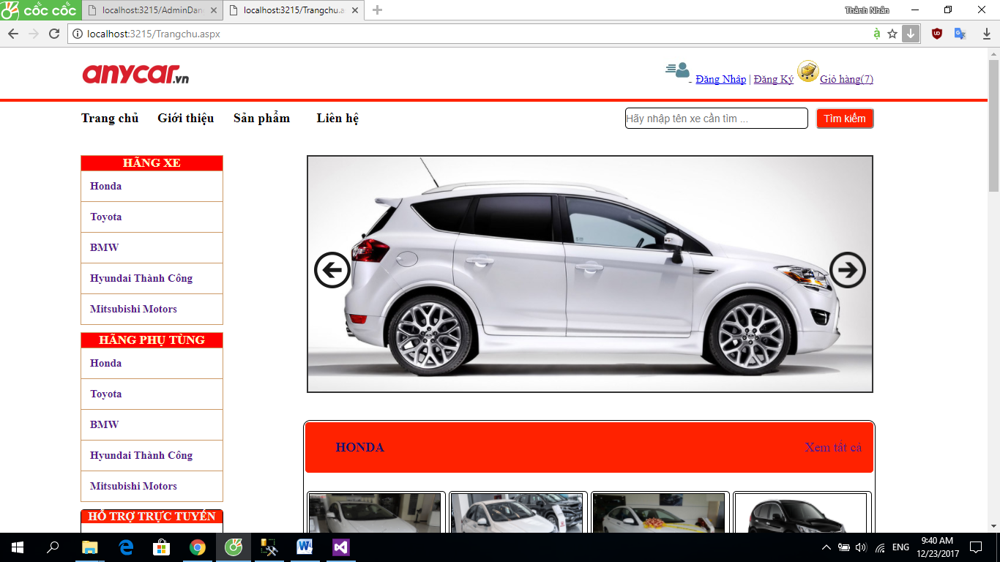 cốc cốc
localhost:3215/AdminDan
localhost:3215/Trangchu.a
Thành Nhân
localhost:3215/Trangchu.aspx
anycar.vn
Đăng Nhâp | Đăng Ký Giỏ hàng(7)
Trang chủ Giới thiệu Sản phẩm Liên hệ
Hãy nhập tên xe cần tìm ...
Tìm kiếm
HÃNG XE
Honda
Toyota
BMW
Hyundai Thành Công
Mitsubishi Motors
HÃNG PHỤ TÙNG
Honda
Toyota
BMW
Hyundai Thành Công
Mitsubishi Motors
HỖ TRỢ TRỰC TUYẾN
HONDA
Xem tất cả
ENG
9:40 AM
12/23/2017